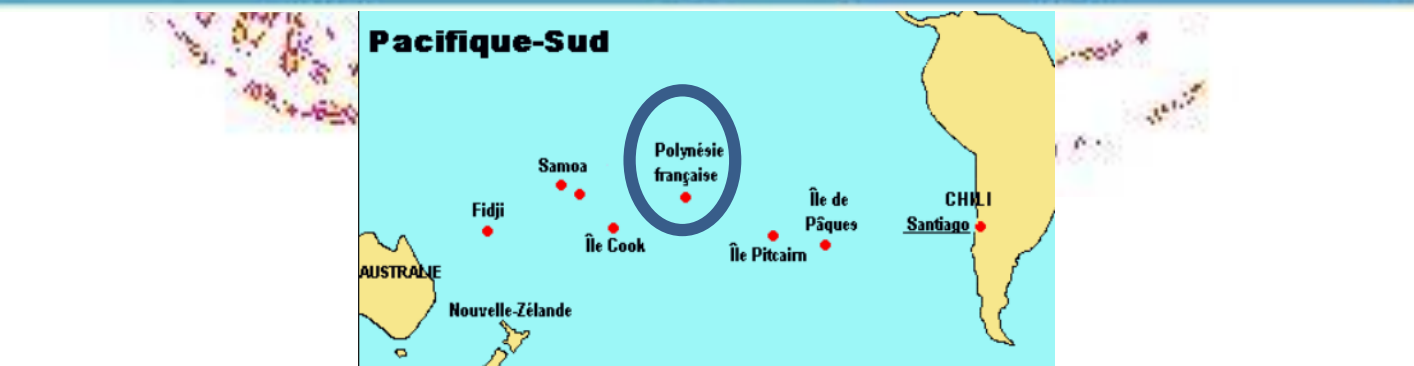 Pacifique-Sud
Polynésie
française
Samoa
Île de
Pâques
CHILI
Fidji
Santiago
Île Cook
Île Pitcairn
AUSTRALIE
Nouvelle-Zélande